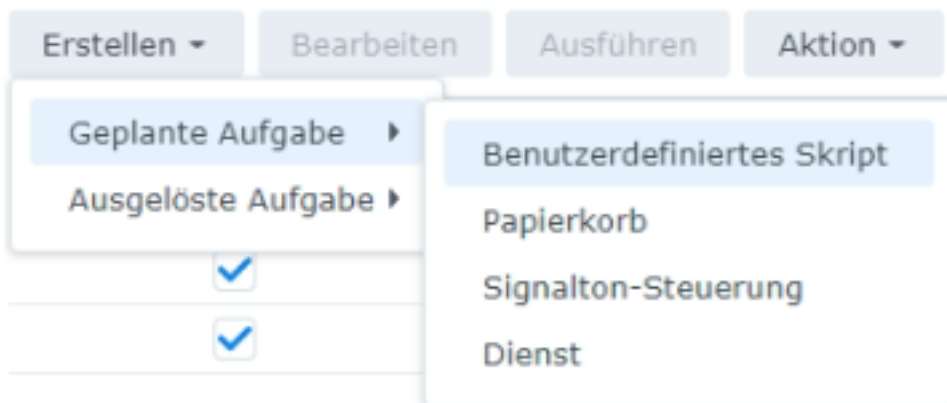 Erstellen Bearbeiten Ausführen Aktion
Geplante Aufgabe
Ausgelöste Aufgabe
Benutzerdefiniertes Skript
Papierkorb
Signalton-Steuerung
Dienst